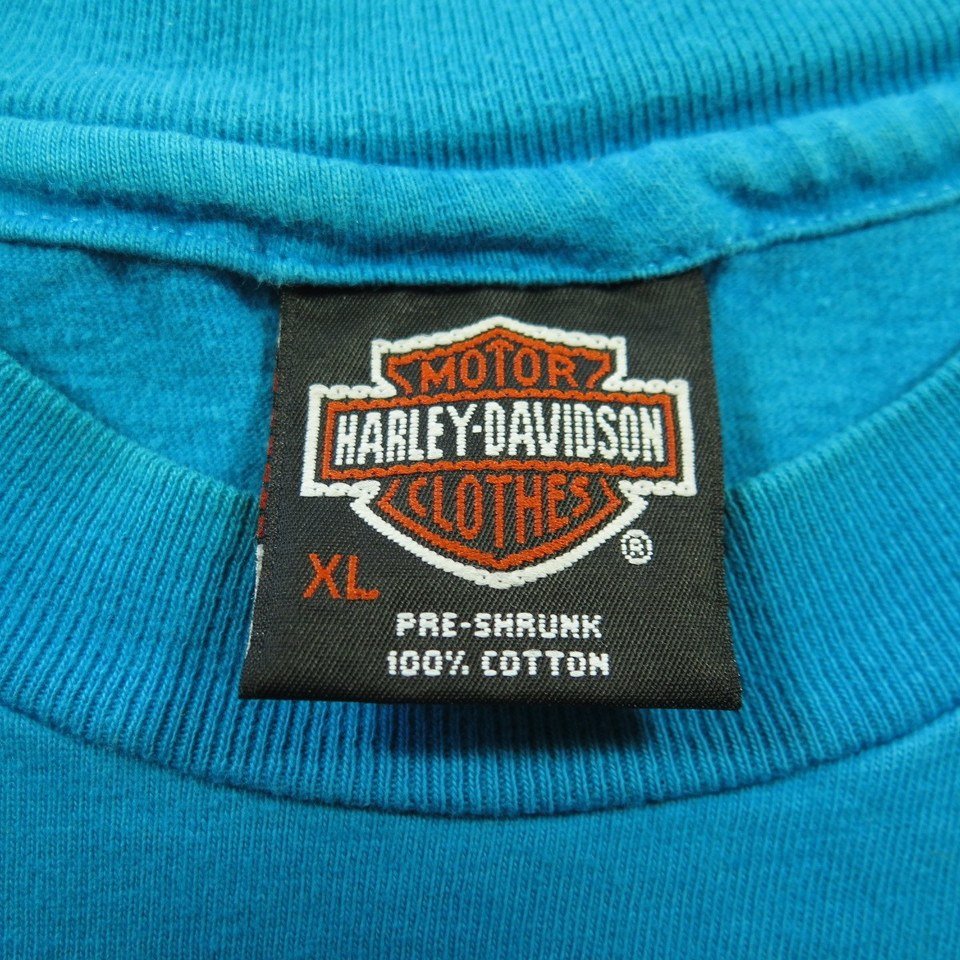 MOTOR
HARLEY-DAVIDSON
CLOTHES
®
XL
PRE-SHRUNK
100% COTTON